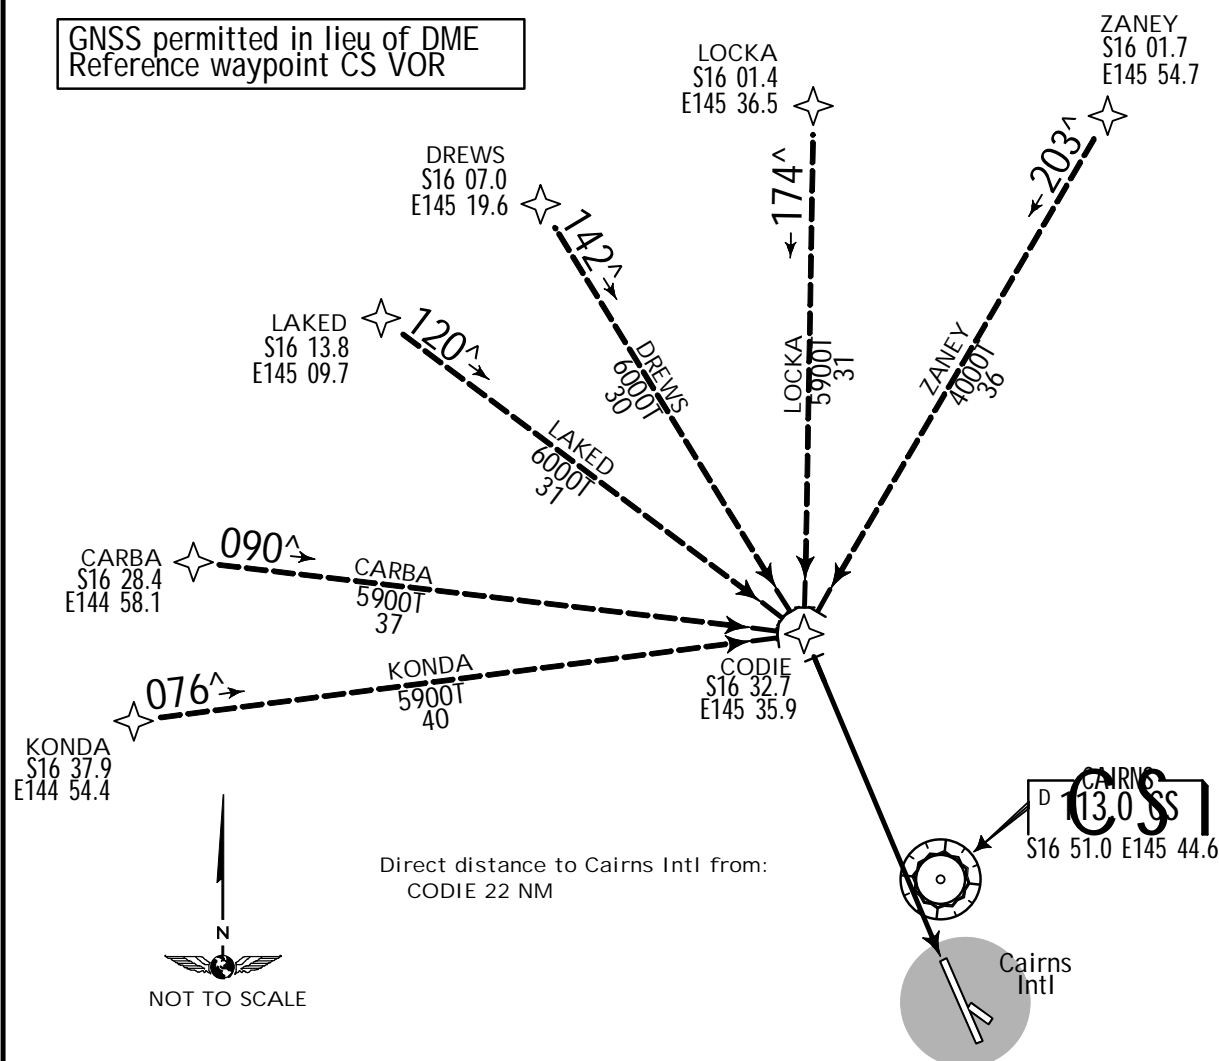 GNSS permitted in lieu of DME
Reference waypoint CS VOR
ZANEY
S16 01.7
E145 54.7
LOCKA
S16 01.4
E145 36.5
DREWS
S16 07.0
E145 19.6
LAKED
S16 13.8
E145 09.7
203^
174^
142^
120^
ZANEY
4000T
36
LOCKA
5900T
31
DREWS
6000T
30
LAKED
6000T
31
CARBA
S16 28.4
E144 58.1
090^
CARBA
5900T
37
KONDA
5900T
40
076^
KONDA
S16 37.9
E144 54.4
CODIE
S16 32.7
E145 35.9
CAIRNS
D 113.0 CS
CS
S16 51.0 E145 44.6
Direct distance to Cairns Intl from:
CODIE 22 NM
N
NOT TO SCALE
Cairns
Intl